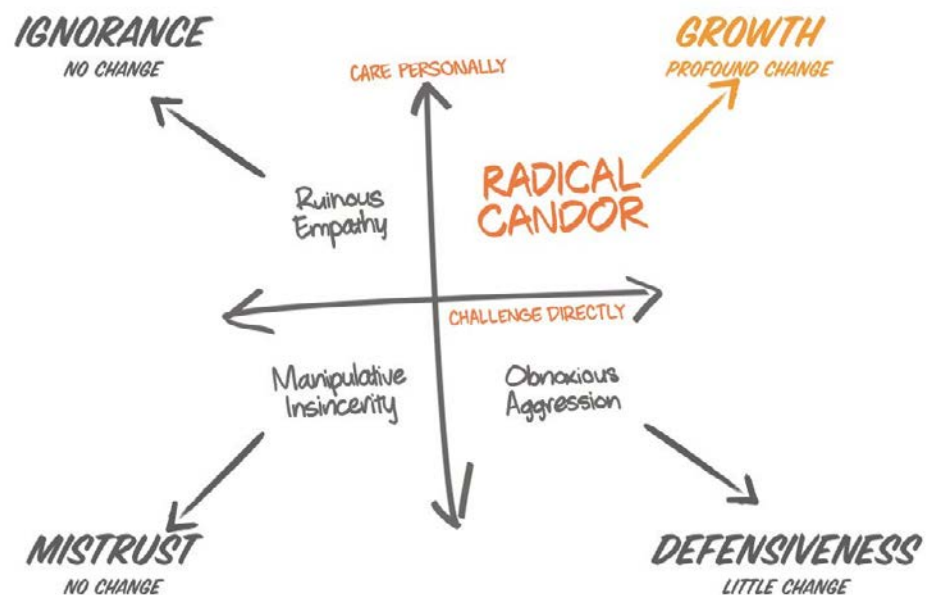 IGNORANCE
NO CHANGE
GROWTH
PROFOUND CHANGE
CARE PERSONALLY
Ruinous
Empathy
RADICAL
CANDOR
CHALLENGE DIRECTLY
Manipulative
Insincerity
Obnoxious
Aggression
MISTRUST
NO CHANGE
DEFENSIVENESS
LITTLE CHANGE